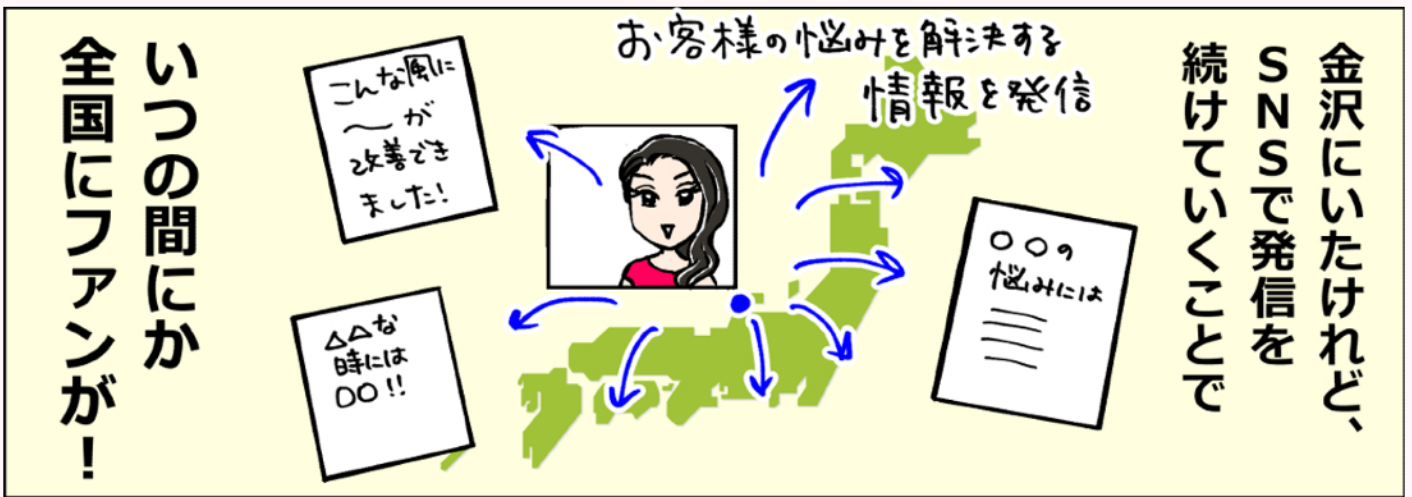 金沢にいたけれど、
SNSで発信を
続けていくことで
お客様の悩みを解決する
情報を発信
○○の
悩みには
こんな風に
〜が
改善でき
ました!
△△な
時には
○○!!
いつの間にか
全国にファンが!